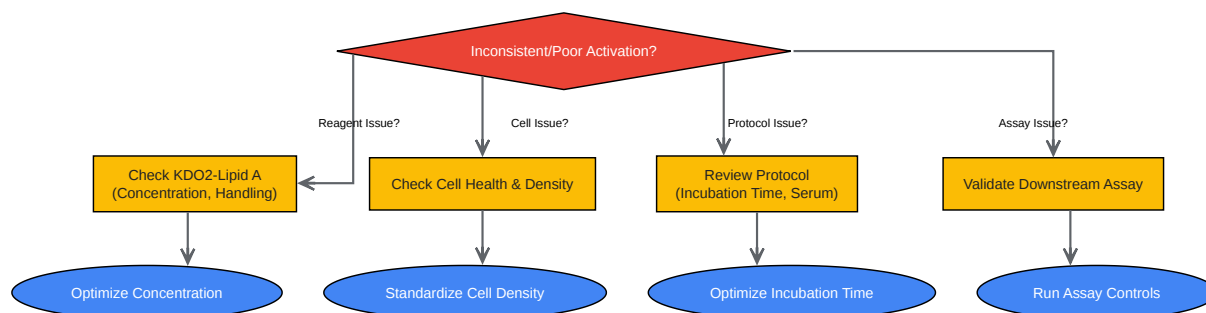 Inconsistent/Poor Activation?
Reagent Issue?
Cell Issue?
Protocol Issue?
Assay Issue?
Check KDO2-Lipid A
(Concentration, Handling)
Check Cell Health & Density
Review Protocol
(Incubation Time, Serum)
Validate Downstream Assay
Optimize Concentration
Standardize Cell Density
Optimize Incubation Time
Run Assay Controls